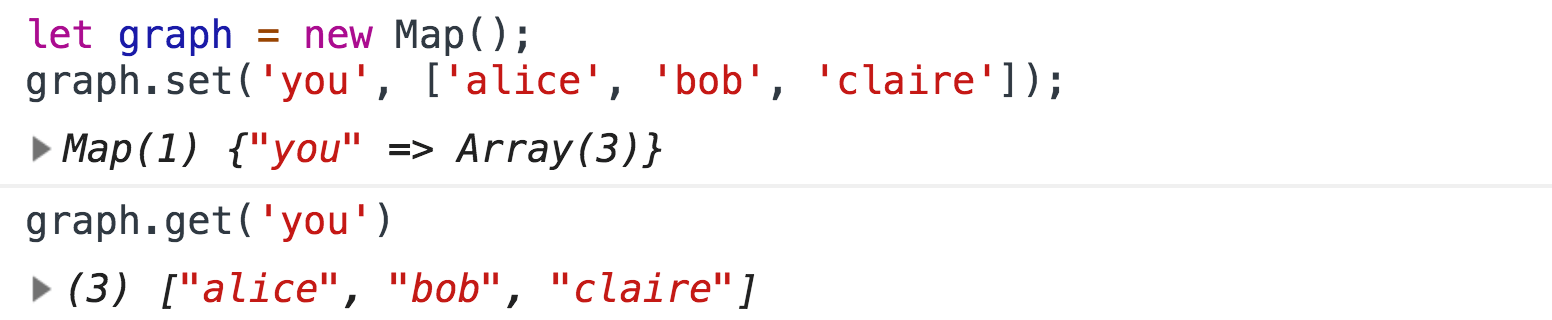 let graph = new Map();
graph.set('you', ['alice', 'bob', 'claire']);
▶ Map(1) {"you" => Array(3)}
graph.get('you')
▶ (3) ["alice", "bob", "claire"]